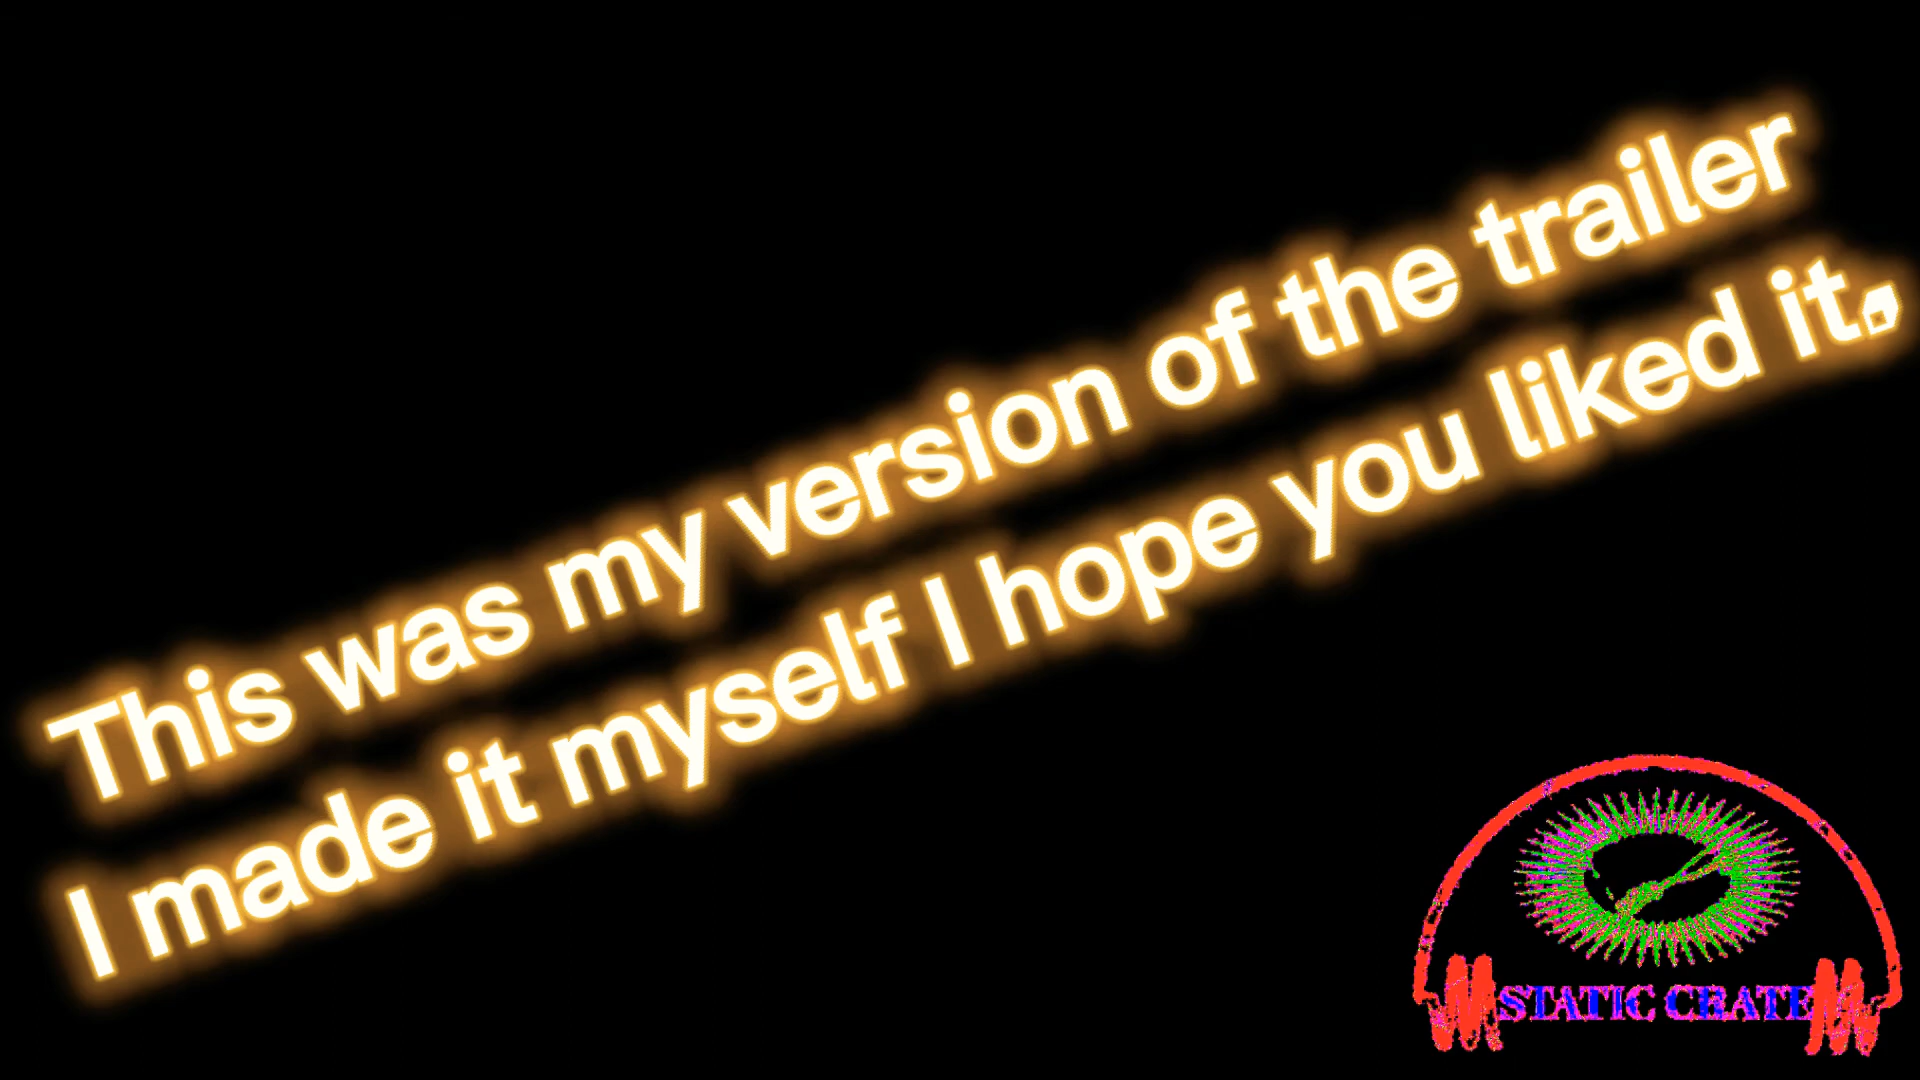 This was my version of the trailer
I made it myself I hope you liked it.
STATIC CRATE